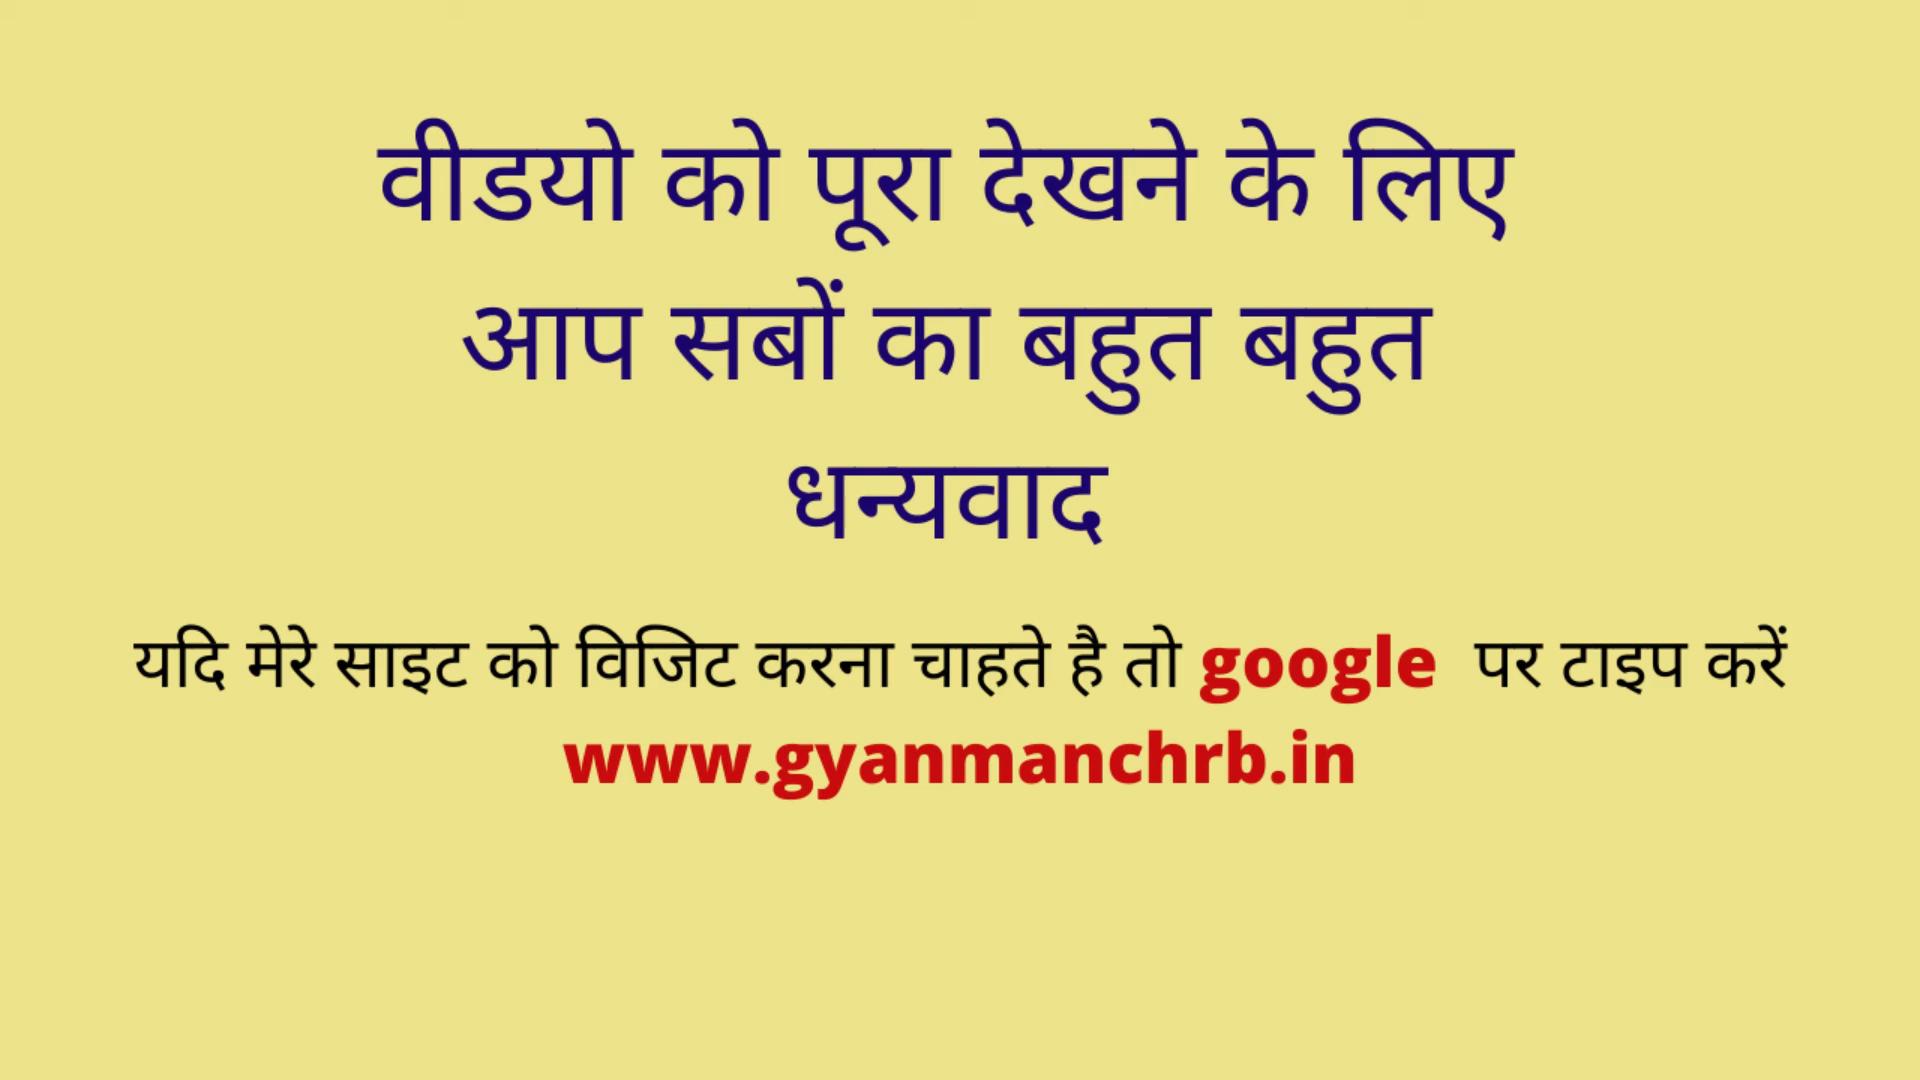 वीडयो को पूरा देखने के लिए
आप सबों का बहुत बहुत
धन्यवाद
यदि मेरे साइट को विजिट करना चाहते है तो google पर टाइप करें
www.gyanmanchrb.in